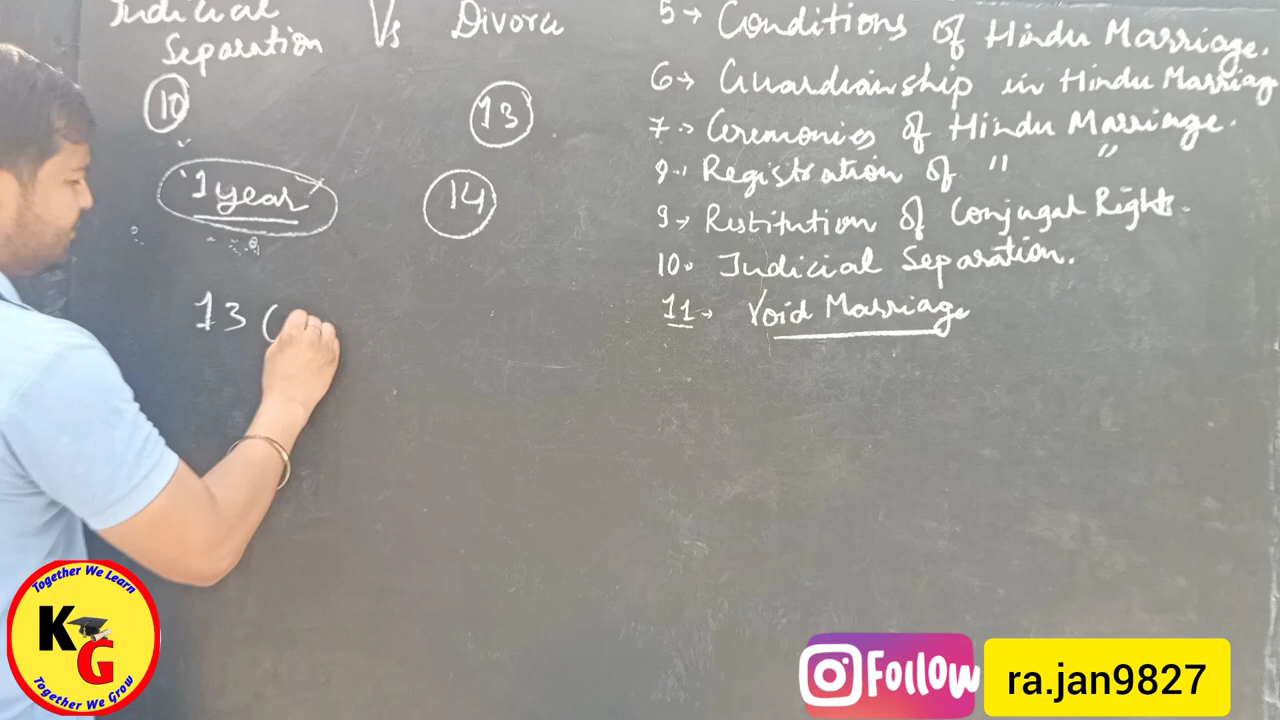 Judicial Separation Vs Divorce
10 13
1 year 14
13 (
5 → Conditions of Hindu Marriage.
6 → Guardianship in Hindu Marriag
7 → Ceremonies of Hindu Marriage.
Registration of " "
9 → Restitution of Conjugal Rights.
10. Judicial Separation.
11 → Void Marriage
Together We Learn
KG
Together We Grow
Follow
ra.jan9827